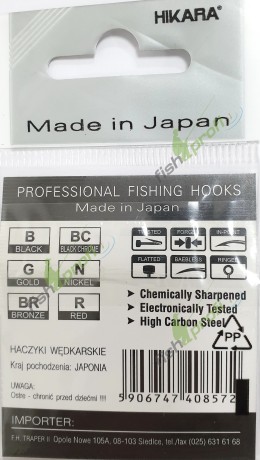 HIKARA®
Made in Japan
PROFESSIONAL FISHING HOOKS
Made in Japan
B BC
BLACK BLACK CHROME
G N
GOLD NICKEL
BR R
BRONZE RED
TESTED FORGED IN-POINT
FLATTED BAEBLESS RINGED
Chemically Sharpened
Electronically Tested
High Carbon Steel
PP
HACZYKI WĘDKARSKIE
Kraj pochodzenia: JAPONIA
UWAGA:
Ostre - chronić przed dziećmi !!!
5 906747 408572
IMPORTER:
F.H. TRAPER II Opole Nowe 105A, 08-103 Siedlce, tel./fax (025) 631 61 68